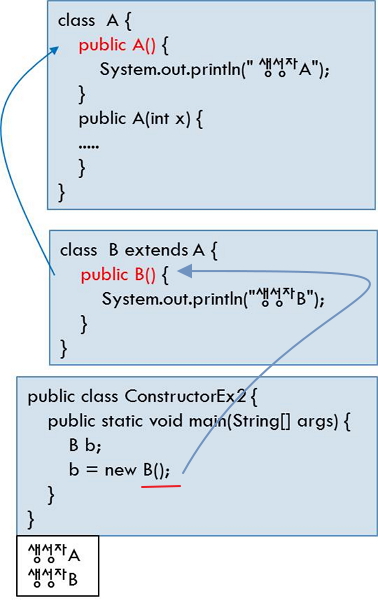 class A {
public A() {
System.out.println(" 생성자A");
}
public A(int x) {
.....
}
}
class B extends A {
public B() {
System.out.println("생성자B");
}
}
public class ConstructorEx2 {
public static void main(String[] args) {
B b;
b = new B();
}
}
생성자A
생성자B